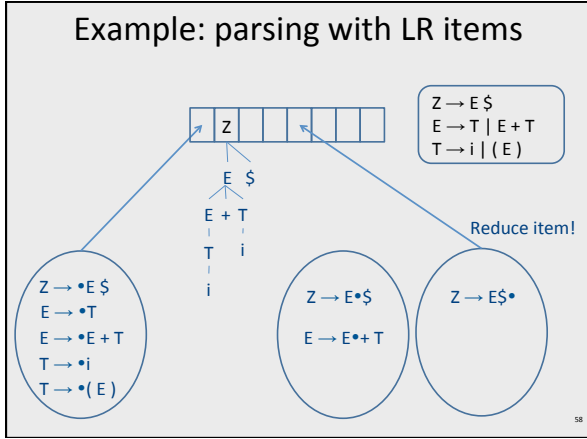 Example: parsing with LR items
Z → E $
E → T | E + T
T → i | ( E )
Z
E $
E + T
T i
i
Reduce item!
Z → •E $
E → •T
E → •E + T
T → •i
T → •( E )
Z → E•$
E → E•+ T
Z → E$•
58